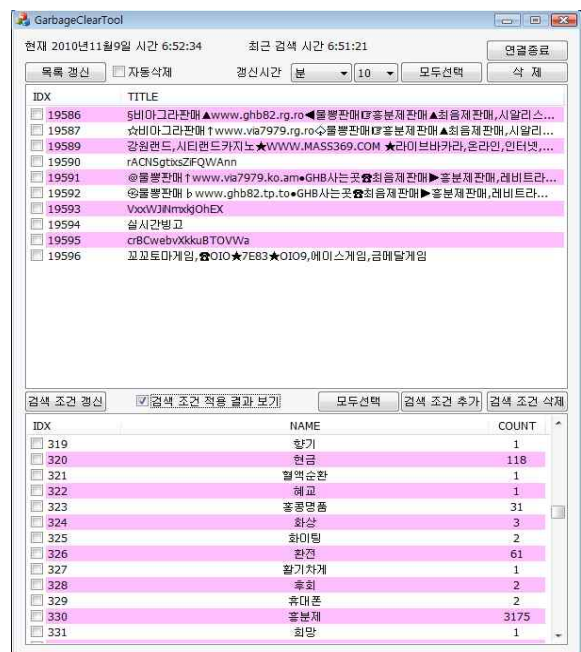 GarbageClearTool
현재 2010년11월9일 시간 6:52:34 최근 검색 시간 6:51:21 연결종료
목록 갱신 자동삭제 갱신시간 분 10 모두선택 삭 제
IDX TITLE
19586 §비아그라판매▲www.ghb82.rg.ro◀물뽕판매☞흥분제판매▲최음제판매,시알리스...
19587 ☆비아그라판매↑www.via7979.rg.ro◇물뽕판매☞흥분제판매▲최음제판매,시알리...
19589 강원랜드,시티랜드카지노★WWW.MASS369.COM ★라이브바카라,온라인,인터넷,...
19590 rACNSgtixsZiFQWAnn
19591 @물뽕판매↑www.via7979.ko.am●GHB사는곳☎최음제판매▶흥분제판매,레비트라...
19592 ㉿물뽕판매♭www.ghb82.tp.to●GHB사는곳☎최음제판매▶흥분제판매,레비트라...
19593 VxxWJiNmxkjOhEX
19594 실시간빙고
19595 crBCwebvXkkuBTOVWa
19596 꼬꼬토마게임,☎OIO★7E83★OIO9,에이스게임,금메달게임
검색 조건 갱신 검색 조건 적용 결과 보기 모두선택 검색 조건 추가 검색 조건 삭제
IDX NAME COUNT
319 향기 1
320 현금 118
321 혈액순환 1
322 혜교 1
323 홍콩명품 31
324 화상 3
325 화이팅 2
326 환전 61
327 활기차게 1
328 후회 2
329 휴대폰 2
330 흥분제 3175
331 희망 1